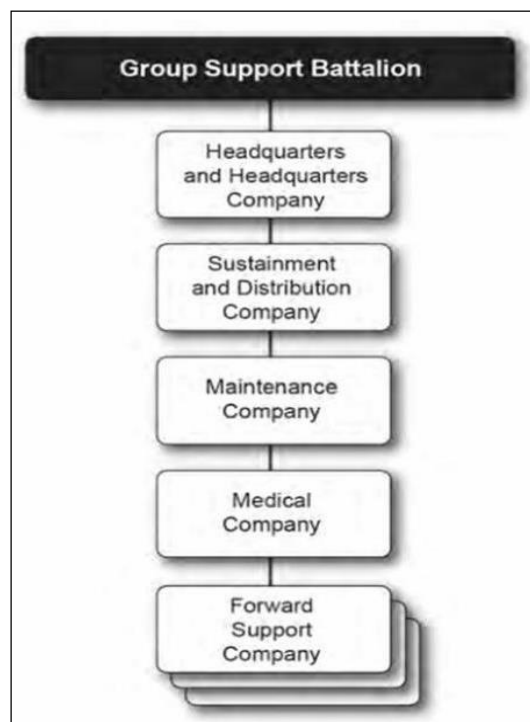 Group Support Battalion
Headquarters
and Headquarters
Company
Sustainment
and Distribution
Company
Maintenance
Company
Medical
Company
Forward
Support
Company